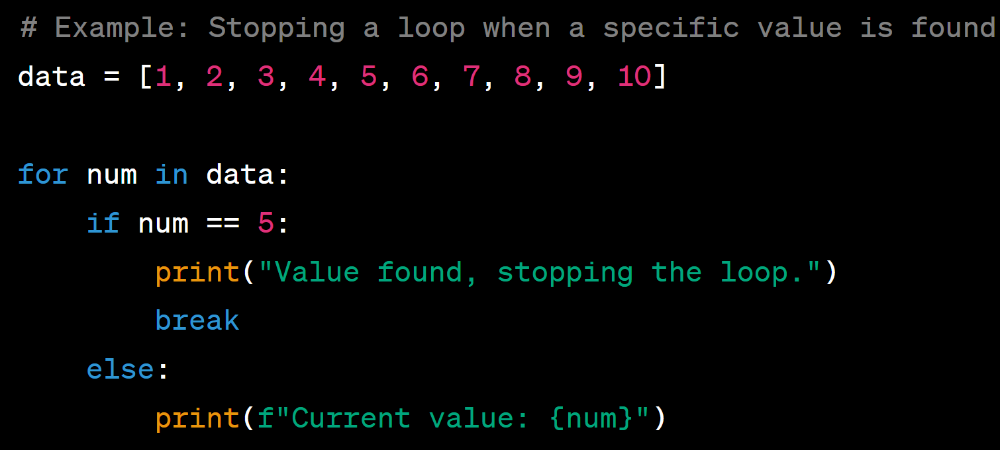 # Example: Stopping a loop when a specific value is found
data = [1, 2, 3, 4, 5, 6, 7, 8, 9, 10]
for num in data:
    if num == 5:
        print("Value found, stopping the loop.")
        break
    else:
        print(f"Current value: {num}")